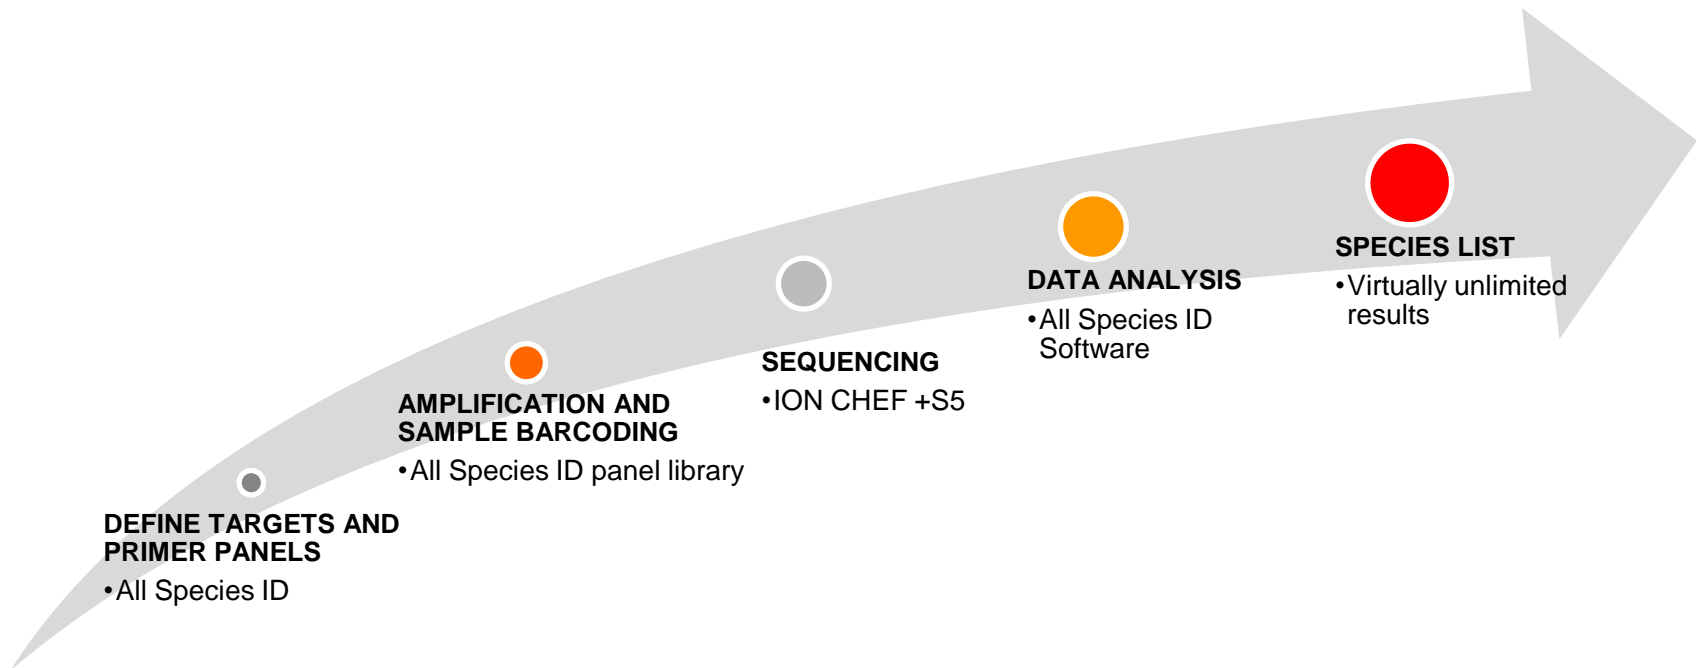 DEFINE TARGETS AND
PRIMER PANELS
•All Species ID
AMPLIFICATION AND
SAMPLE BARCODING
•All Species ID panel library
SEQUENCING
•ION CHEF +S5
DATA ANALYSIS
•All Species ID
Software
SPECIES LIST
•Virtually unlimited
results